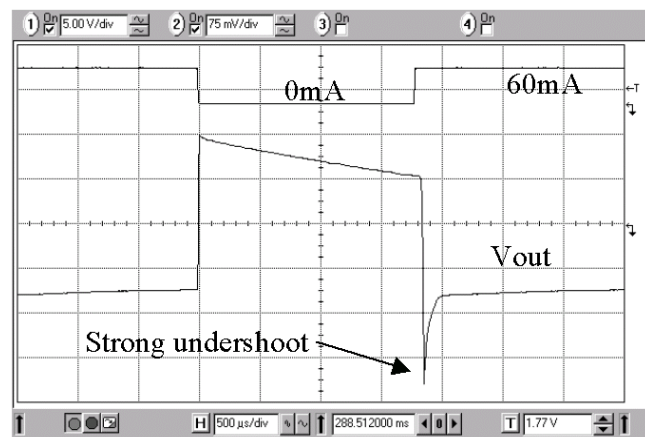 1 On 5.00 V/div 2 On 75 mV/div 3 On 4 On
0mA 60mA
T
Vout
Strong undershoot
H 500 µs/div 288.512000 ms 0 T 1.77 V